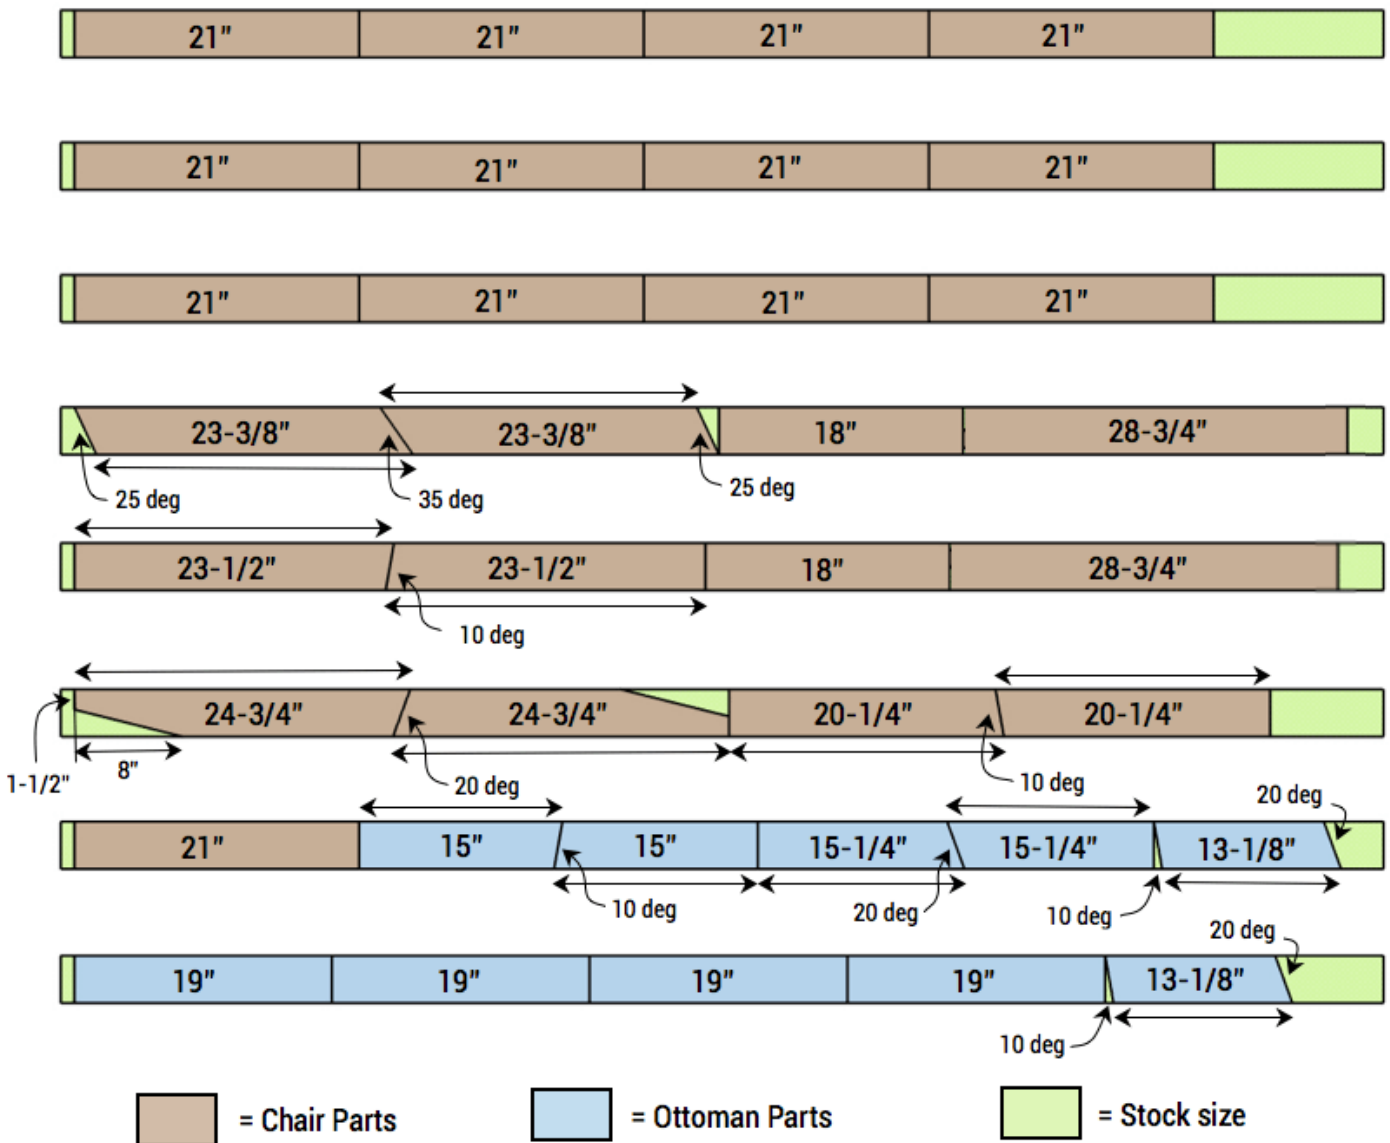 21” 21” 21” 21”
21” 21” 21” 21”
21” 21” 21” 21”
23-3/8” 23-3/8” 18” 28-3/4”
25 deg 35 deg 25 deg
23-1/2” 23-1/2” 18” 28-3/4”
10 deg
24-3/4” 24-3/4” 20-1/4” 20-1/4”
1-1/2” 8” 20 deg 10 deg
20 deg
21” 15” 15” 15-1/4” 15-1/4” 13-1/8”
10 deg 20 deg 10 deg
20 deg
19” 19” 19” 19” 13-1/8”
10 deg
= Chair Parts = Ottoman Parts = Stock size